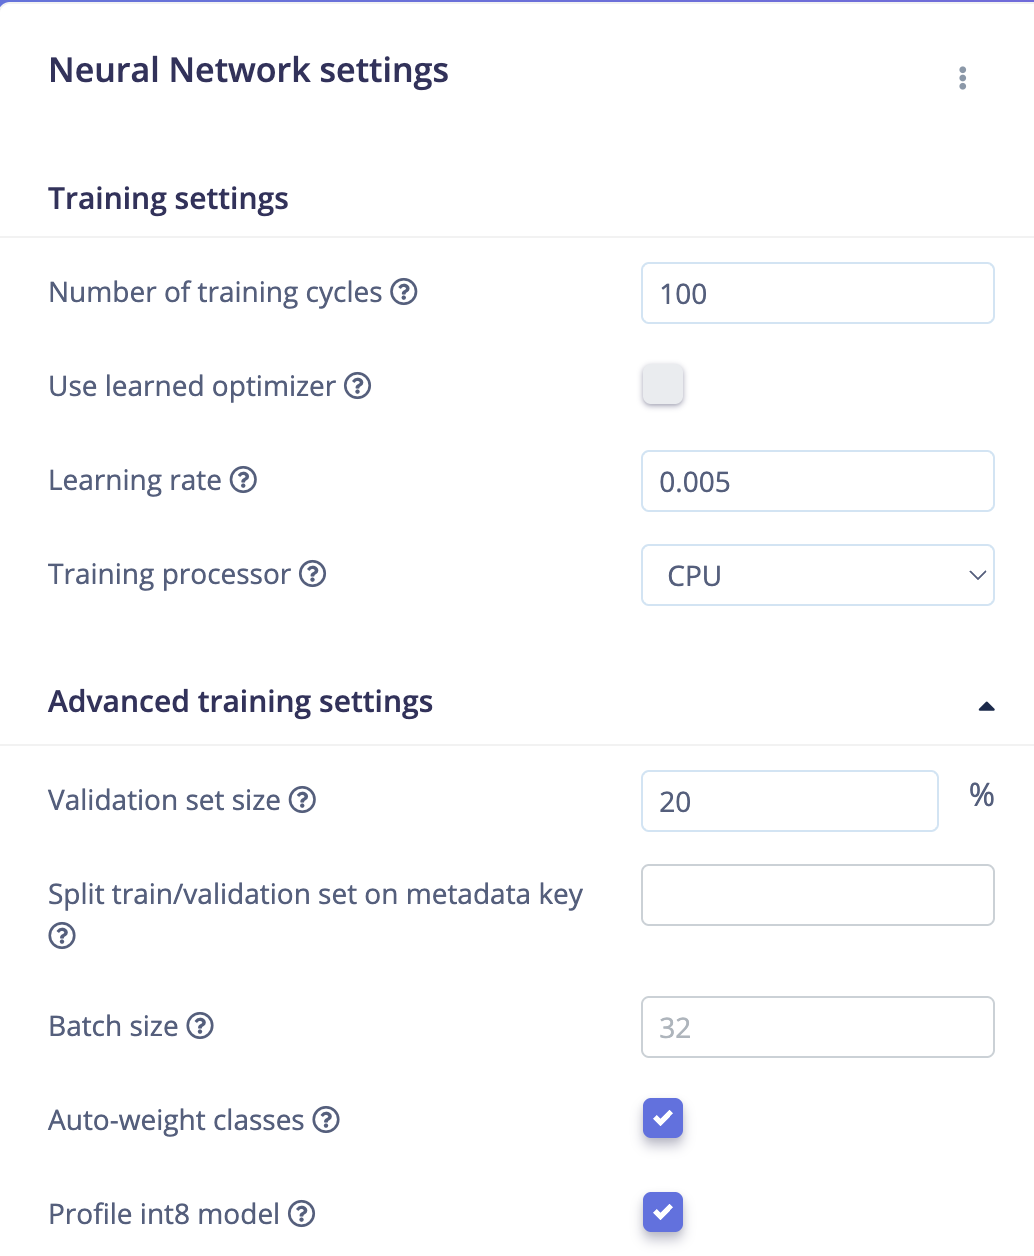 Neural Network settings
Training settings
Number of training cycles ?
100
Use learned optimizer ?
Learning rate ?
0.005
Training processor ?
CPU
Advanced training settings
Validation set size ?
20 %
Split train/validation set on metadata key
?
Batch size ?
32
Auto-weight classes ?
Profile int8 model ?